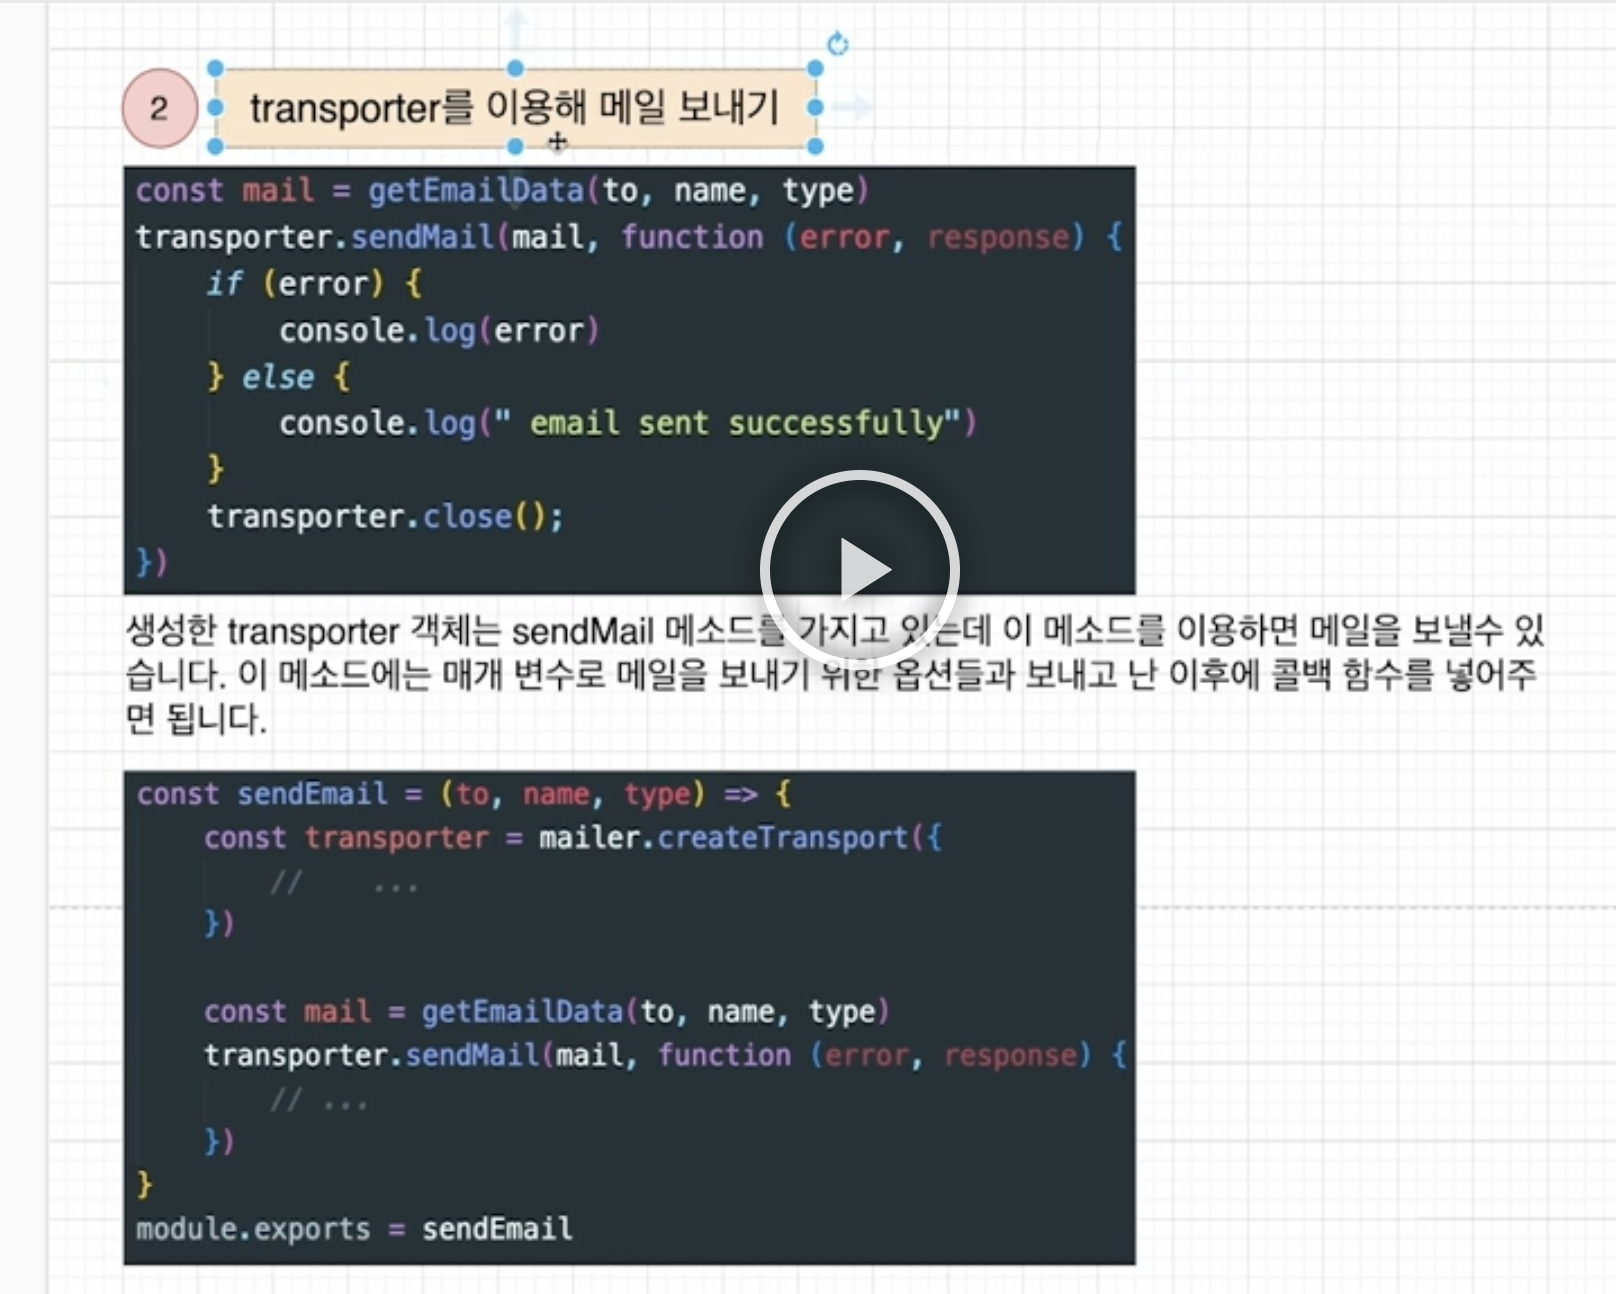 2
transporter를 이용해 메일 보내기
const mail = getEmailData(to, name, type)
transporter.sendMail(mail, function (error, response) {
    if (error) {
        console.log(error)
    } else {
        console.log(" email sent successfully")
    }
    transporter.close();
})
생성한 transporter 객체는 sendMail 메소드를 가지고 있는데 이 메소드를 이용하면 메일을 보낼수 있
습니다. 이 메소드에는 매개 변수로 메일을 보내기 위한 옵션들과 보내고 난 이후에 콜백 함수를 넣어주
면 됩니다.
const sendEmail = (to, name, type) => {
    const transporter = mailer.createTransport({
        //    ...
    })
    const mail = getEmailData(to, name, type)
    transporter.sendMail(mail, function (error, response) {
        // ...
    })
}
module.exports = sendEmail